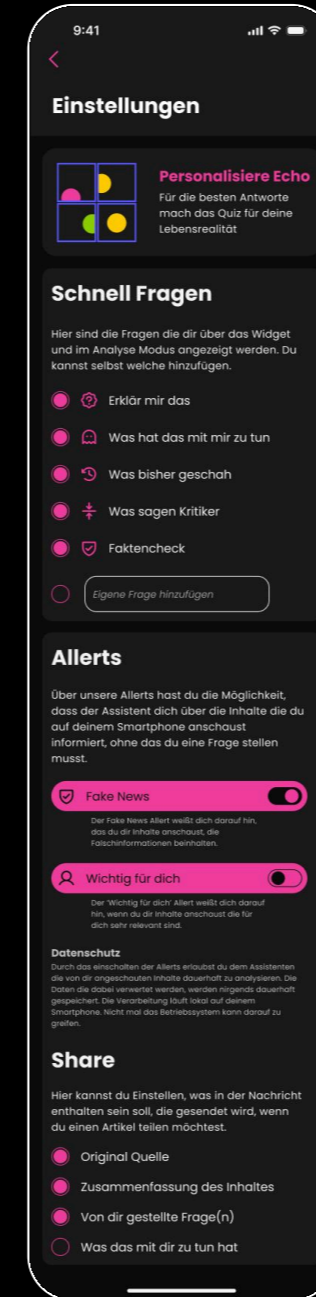 9:41
Einstellungen
Personalisiere Echo
Für die besten Antworte
mach das Quiz für deine
Lebensrealität
Schnell Fragen
Hier sind die Fragen die dir über das Widget
und im Analyse Modus angezeigt werden. Du
kannst selbst welche hinzufügen.
Erklär mir das
Was hat das mit mir zu tun
Was bisher geschah
Was sagen Kritiker
Faktencheck
Eigene Frage hinzufügen
Allerts
Über unsere Allerts hast du die Möglichkeit,
dass der Assistent dich über die Inhalte die du
auf deinem Smartphone anschaust
informiert, ohne das du eine Frage stellen
musst.
Fake News
Der Fake News Allert weißt dich darauf hin,
das du dir Inhalte anschaust, die
Falschinformationen beinhalten.
Wichtig für dich
Der 'Wichtig für dich' Allert weißt dich darauf
hin, wenn du dir Inhalte anschaust die für
dich sehr relevant sind.
Datenschutz
Durch das einschalten der Allerts erlaubst du dem Assistenten
die von dir angeschauten Inhalte dauerhaft zu analysieren. Die
Daten die dabei verwertet werden, werden nirgends dauerhaft
gespeichert. Die Verarbeitung läuft lokal auf deinem
Smartphone. Nicht mal das Betriebssystem kann darauf zu
greifen.
Share
Hier kannst du Einstellen, was in der Nachricht
enthalten sein soll, die gesendet wird, wenn
du einen Artikel teilen möchtest.
Original Quelle
Zusammenfassung des Inhaltes
Von dir gestellte Frage(n)
Was das mit dir zu tun hat